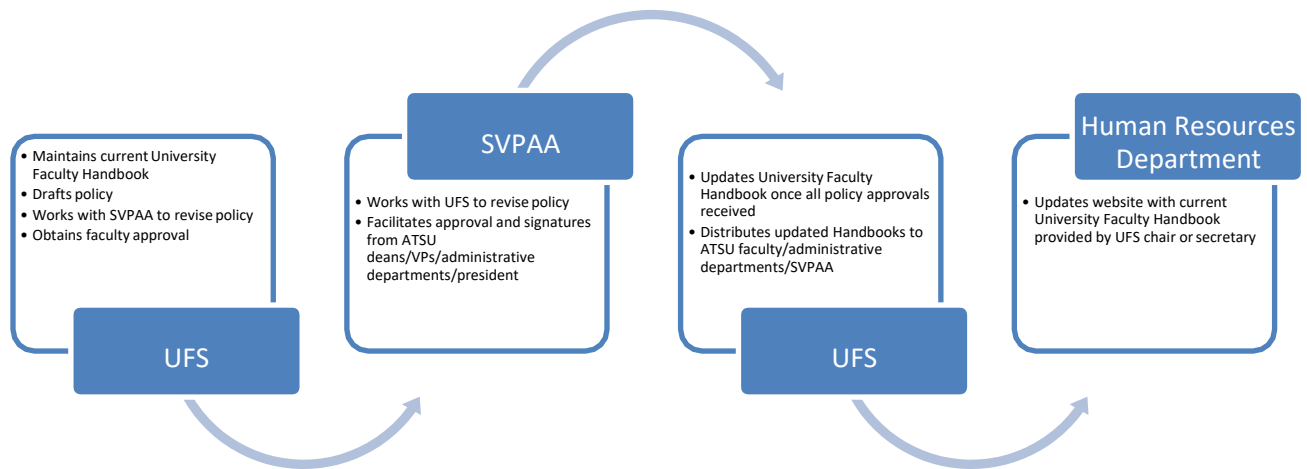 • Maintains current University
Faculty Handbook
• Drafts policy
• Works with SVPAA to revise policy
• Obtains faculty approval
UFS
SVPAA
• Works with UFS to revise policy
• Facilitates approval and signatures
from ATSU
deans/VPs/administrative
departments/president
• Updates University Faculty
Handbook once all policy approvals
received
• Distributes updated Handbooks to
ATSU faculty/administrative
departments/SVPAA
UFS
Human Resources
Department
• Updates website with current
University Faculty Handbook
provided by UFS chair or secretary